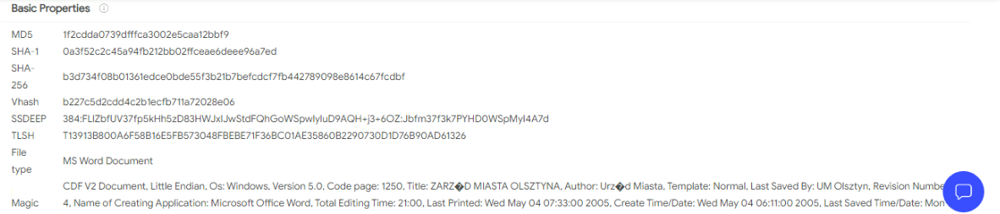 Basic Properties
MD5 1f2cdda0739dfffca3002e5caa12bbf9
SHA-1 0a3f52c2c45a94fb212bb02ffceae6deee96a7ed
SHA-
256 b3d734f08b01361edce0bde55f3b21b7befcdcf7fb442789098e8614c67fcdbf
Vhash b227c5d2cdd4c2b1ecfb711a72028e06
SSDEEP 384:FLlZbfUV37fp5kHh5zD83HWJxIJwStdFQhGoWSpwIyIuD9AQH+j3+6OZ:Jbfm37f3k7PYHD0WSpMyI4A7d
TLSH T13913B800A6F58B16E5FB573048FBEBE71F36BC01AE35860B2290730D1D76B90AD61326
File
type MS Word Document
CDF V2 Document, Little Endian, Os: Windows, Version 5.0, Code page: 1250, Title: ZARZ�D MIASTA OLSZTYNA, Author: Urz�d Miasta, Template: Normal, Last Saved By: UM Olsztyn, Revision Numbe
Magic 4, Name of Creating Application: Microsoft Office Word, Total Editing Time: 21:00, Last Printed: Wed May 04 07:33:00 2005, Create Time/Date: Wed May 04 06:11:00 2005, Last Saved Time/Date: Mon